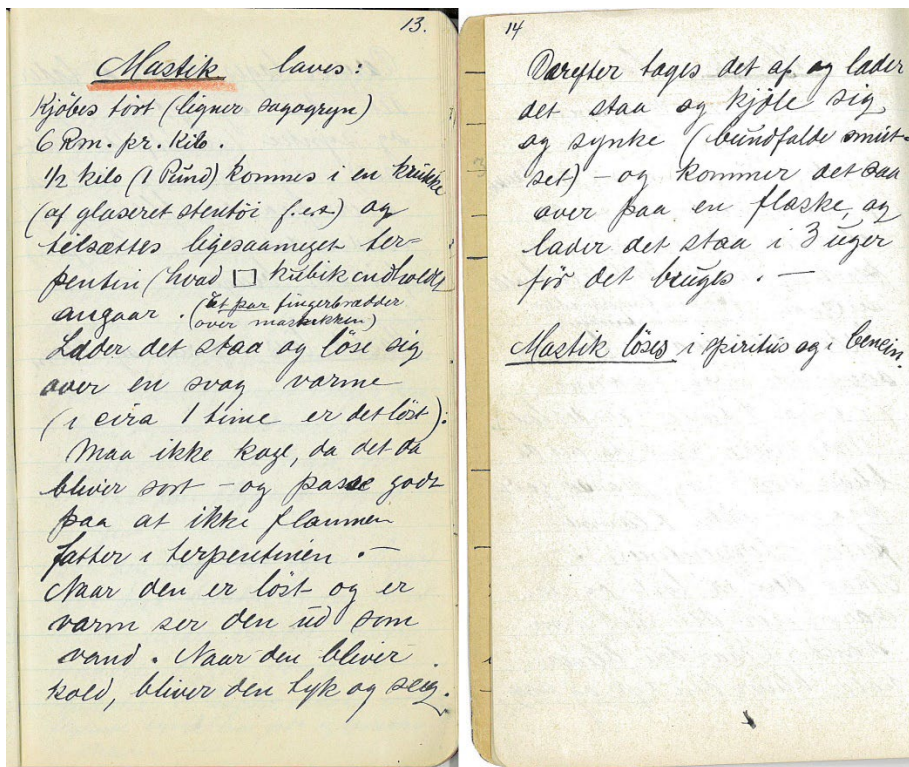 13.
Mastik laves:
Kjöbes tört (ligner sagogryn)
6 Rm. pr. Kilo.
1/2 kilo (1 Pund) kommes i en krukke
(af glaseret stentöi f. ex.) og
tilsættes ligesaameget ter-
pentin (hvad □ kubikindhold
angaar. (Et par fingerbredder
over mastikken)
Lader det staa og löse sig
over en svag varme
(i cira 1 time er det löst):
Maa ikke koge, da det da
bliver sort - og passe godt
paa at ikke flammen
fatter i terpentinen. —
Naar den er löst og er
varm ser den ud som
vand. Naar den bliver
kold, bliver den tyk og seig.
14
Derefter tages det af og lader
det staa og kjöle sig
og synke (bundfalde smut-
set) - og kommer det saa
over paa en flaske, og
lader det staa i 3 uger
för det bruges. —
Mastik löses i spiritus og i benzin.